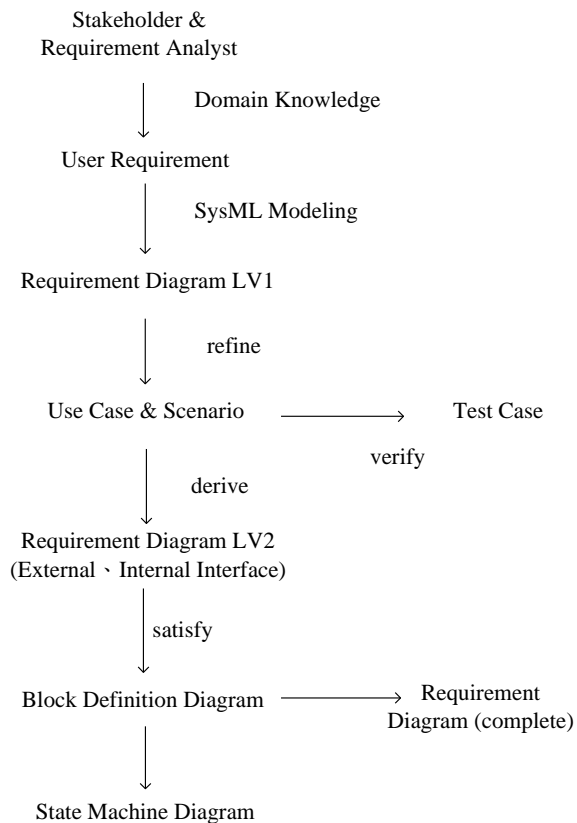 Stakeholder &
Requirement Analyst
Domain Knowledge
User Requirement
SysML Modeling
Requirement Diagram LV1
refine
Use Case & Scenario
Test Case
verify
derive
Requirement Diagram LV2
(External、Internal Interface)
satisfy
Block Definition Diagram
Requirement
Diagram (complete)
State Machine Diagram